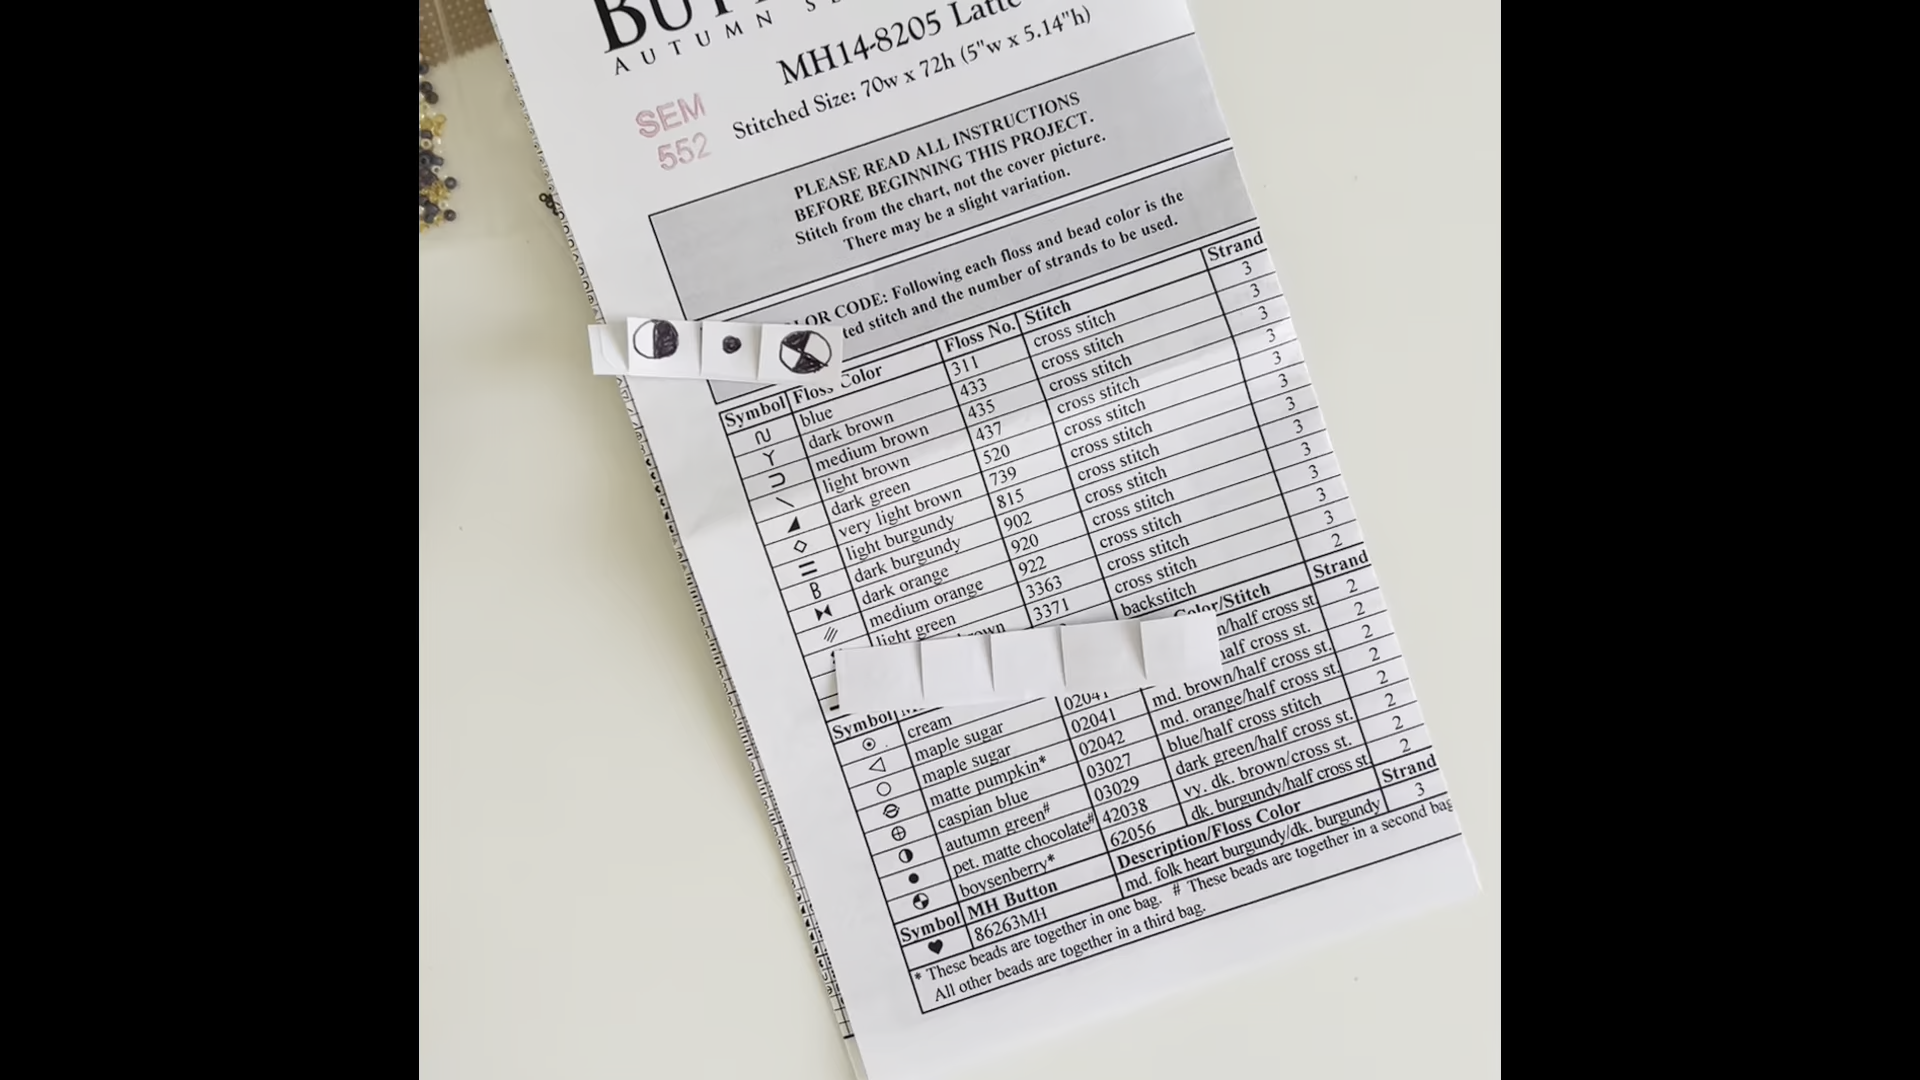 AUTUMN
MH14-8205 Latte
Stitched Size: 70w x 72h (5"w x 5.14"h)
SEM
552
PLEASE READ ALL INSTRUCTIONS
BEFORE BEGINNING THIS PROJECT.
Stitch from the chart, not the cover picture.
There may be a slight variation.
CODE: Following each floss and bead color is the
stitch and the number of strands to be used.
Symbol Floss Color Floss No. Stitch Strand
blue 311 cross stitch 3
dark brown 433 cross stitch 3
medium brown 435 cross stitch 3
light brown 437 cross stitch 3
dark green 520 cross stitch 3
very light brown 739 cross stitch 3
= light burgundy 815 cross stitch 3
B dark burgundy 902 cross stitch 3
dark orange 920 cross stitch 3
medium orange 922 cross stitch 3
light green 3363 cross stitch 3
3371 cross stitch 3
backstitch 2
Symbol Color/Stitch Strand
cream /half cross st. 2
maple sugar half cross st. 2
maple sugar 02041 md. brown/half cross st. 2
matte pumpkin* 02042 md. orange/half cross st. 2
caspian blue 03027 blue/half cross stitch 2
autumn green# 03029 dark green/half cross st. 2
pet. matte chocolate# 42038 vy. dk. brown/cross st. 2
boysenberry* 62056 dk. burgundy/half cross st. 2
Symbol MH Button Description/Floss Color Strand
♥ 86263MH md. folk heart burgundy/dk. burgundy 3
* These beads are together in one bag. # These beads are together in a second bag
All other beads are together in a third bag.